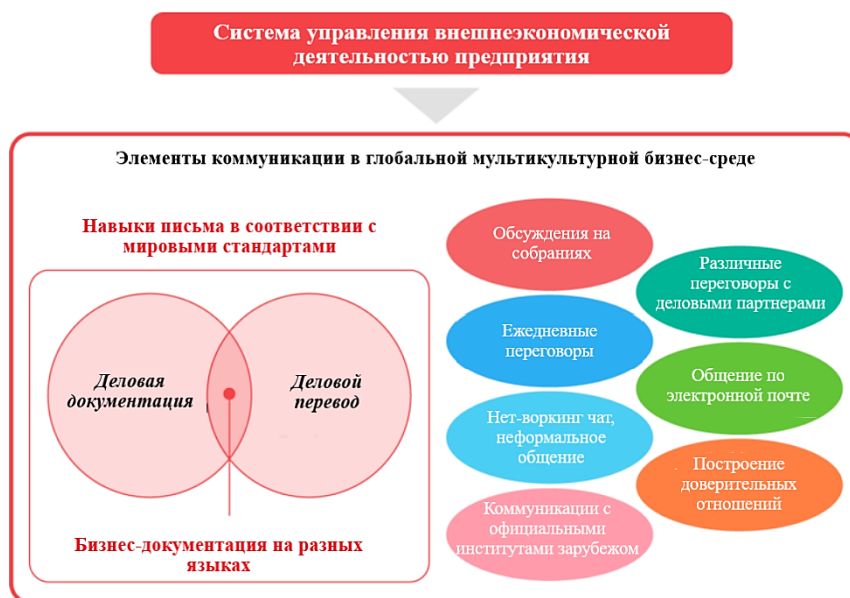 Система управления внешнеэкономической
деятельностью предприятия
Элементы коммуникации в глобальной мультикультурной бизнес-среде
Навыки письма в соответствии с
мировыми стандартами
Деловая
документация
Деловой
перевод
Бизнес-документация на разных
языках
Обсуждения на
собраниях
Различные
переговоры с
деловыми партнерами
Ежедневные
переговоры
Общение по
электронной почте
Нет-воркинг чат,
неформальное
общение
Построение
доверительных
отношений
Коммуникации с
официальными
институтами зарубежом